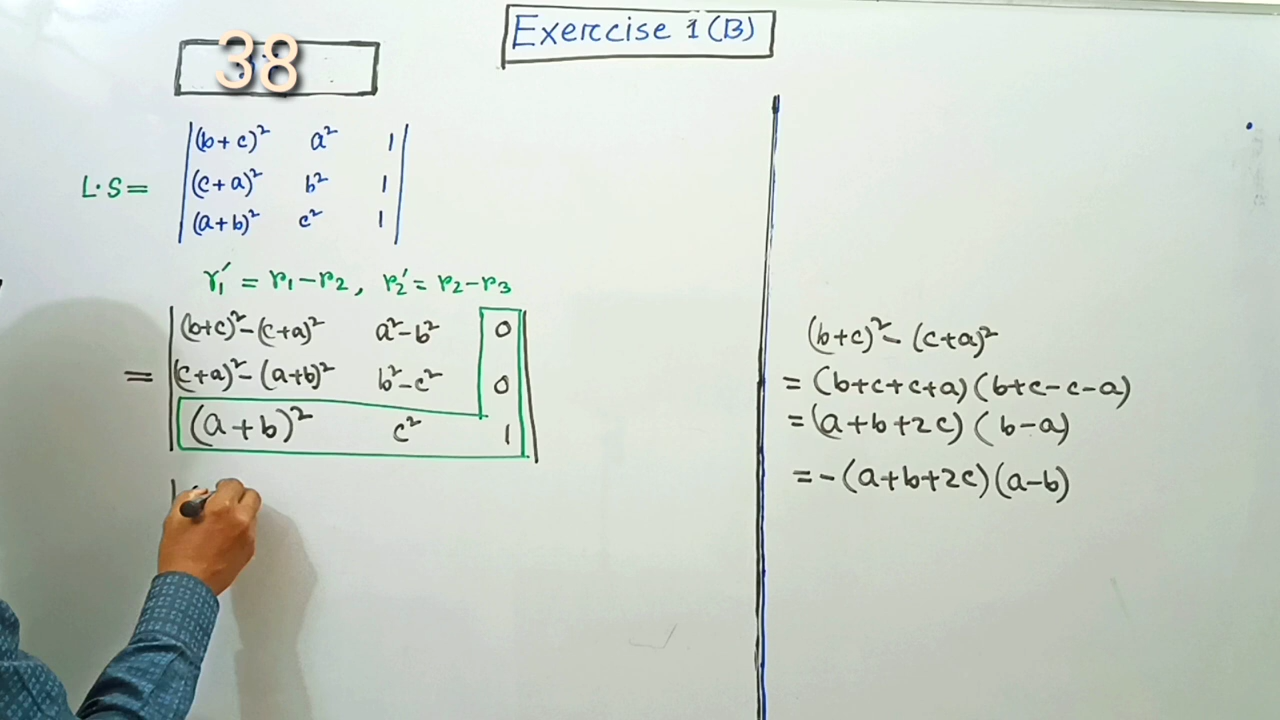 Exercise 1(B)
38
L.S = |(b+c)² a² 1|
|(c+a)² b² 1|
|(a+b)² c² 1|
r₁′ = r₁−r₂, r₂′ = r₂−r₃
= |(b+c)²−(c+a)² a²−b² 0|
|(c+a)²−(a+b)² b²−c² 0|
|(a+b)² c² 1|
(b+c)²−(c+a)²
=(b+c+c+a)(b+c−c−a)
=(a+b+2c)(b−a)
=−(a+b+2c)(a−b)